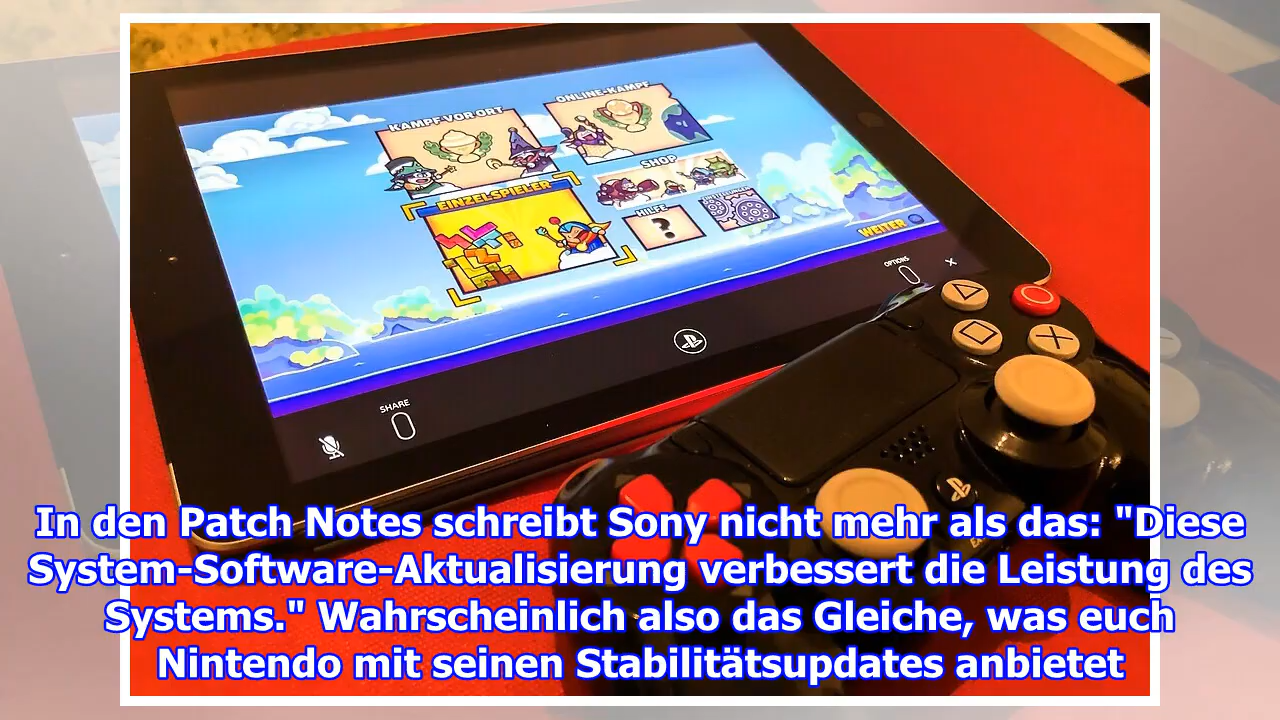 KAMPF VOR ORT
ONLINE-KAMPF
EINZELSPIELER
SHOP
HILFE
WEITER
OPTIONS
SHARE
In den Patch Notes schreibt Sony nicht mehr als das: "Diese
System-Software-Aktualisierung verbessert die Leistung des
Systems." Wahrscheinlich also das Gleiche, was euch
Nintendo mit seinen Stabilitätsupdates anbietet